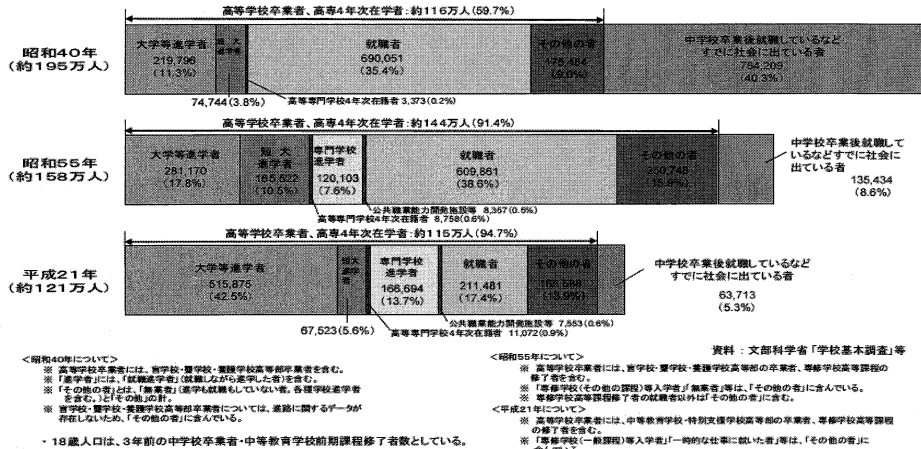 高等学校卒業者、高専4年次在学者:約116万人(59.7%)
昭和40年
(約195万人)
大学等進学者
219,796
(11.3%)
短大
進学者
74,744(3.8%)
就職者
690,051
(35.4%)
高等専門学校4年次在籍者 3,373(0.2%)
その他の者
(9.0%)
中学校卒業後就職しているなど
すでに社会に出ている者
784,209
(40.3%)
高等学校卒業者、高専4年次在学者:約144万人(91.4%)
昭和55年
(約158万人)
大学等進学者
281,170
(17.8%)
短大
進学者
165,522
(10.5%)
専門学校
進学者
120,103
(7.6%)
就職者
609,861
(38.6%)
その他の者
(15.9%)
公共職業能力開発施設等 8,357(0.5%)
高等専門学校4年次在籍者 8,758(0.6%)
中学校卒業後就職して
いるなどすでに社会に出
ている者
135,434
(8.6%)
高等学校卒業者、高専4年次在学者:約115万人(94.7%)
平成21年
(約121万人)
大学等進学者
515,875
(42.5%)
短大
進学者
67,523(5.6%)
専門学校
進学者
166,694
(13.7%)
就職者
211,481
(17.4%)
その他の者
(13.9%)
公共職業能力開発施設等 7,553(0.6%)
高等専門学校4年次在籍者 11,072(0.9%)
中学校卒業後就職しているなど
すでに社会に出ている者
63,713
(5.3%)
資料:文部科学省「学校基本調査」等
<昭和40年について>
※ 高等学校卒業者には、盲学校・聾学校・養護学校高等部卒業者を含む。
※ 「進学者」には、「就職進学者」(就職しながら進学した者)を含む。
※ 「その他の者」とは、「無業者」(進学も就職もしていない者。各種学校進学者
を含む。)と「その他」の計。
※ 盲学校・聾学校・養護学校高等部卒業者については、進路に関するデータが
存在しないため、「その他の者」に含んでいる。
・18歳人口は、3年前の中学校卒業者・中等教育学校前期課程修了者数としている。
<昭和55年について>
※ 高等学校卒業者には、盲学校・聾学校・養護学校高等部の卒業者、専修学校高等課程の
修了者を含む。
※ 「専修学校(その他の課程)等入学者」「無業者」等は、「その他の者」に含んでいる。
※ 専修学校高等課程修了者の就職者以外は「その他の者」に含む。
<平成21年について>
※ 高等学校卒業者には、中等教育学校・特別支援学校高等部の卒業者、専修学校高等課程
の修了者を含む。
※ 「専修学校(一般課程)等入学者」「一時的な仕事に就いた者」等は、「その他の者」に